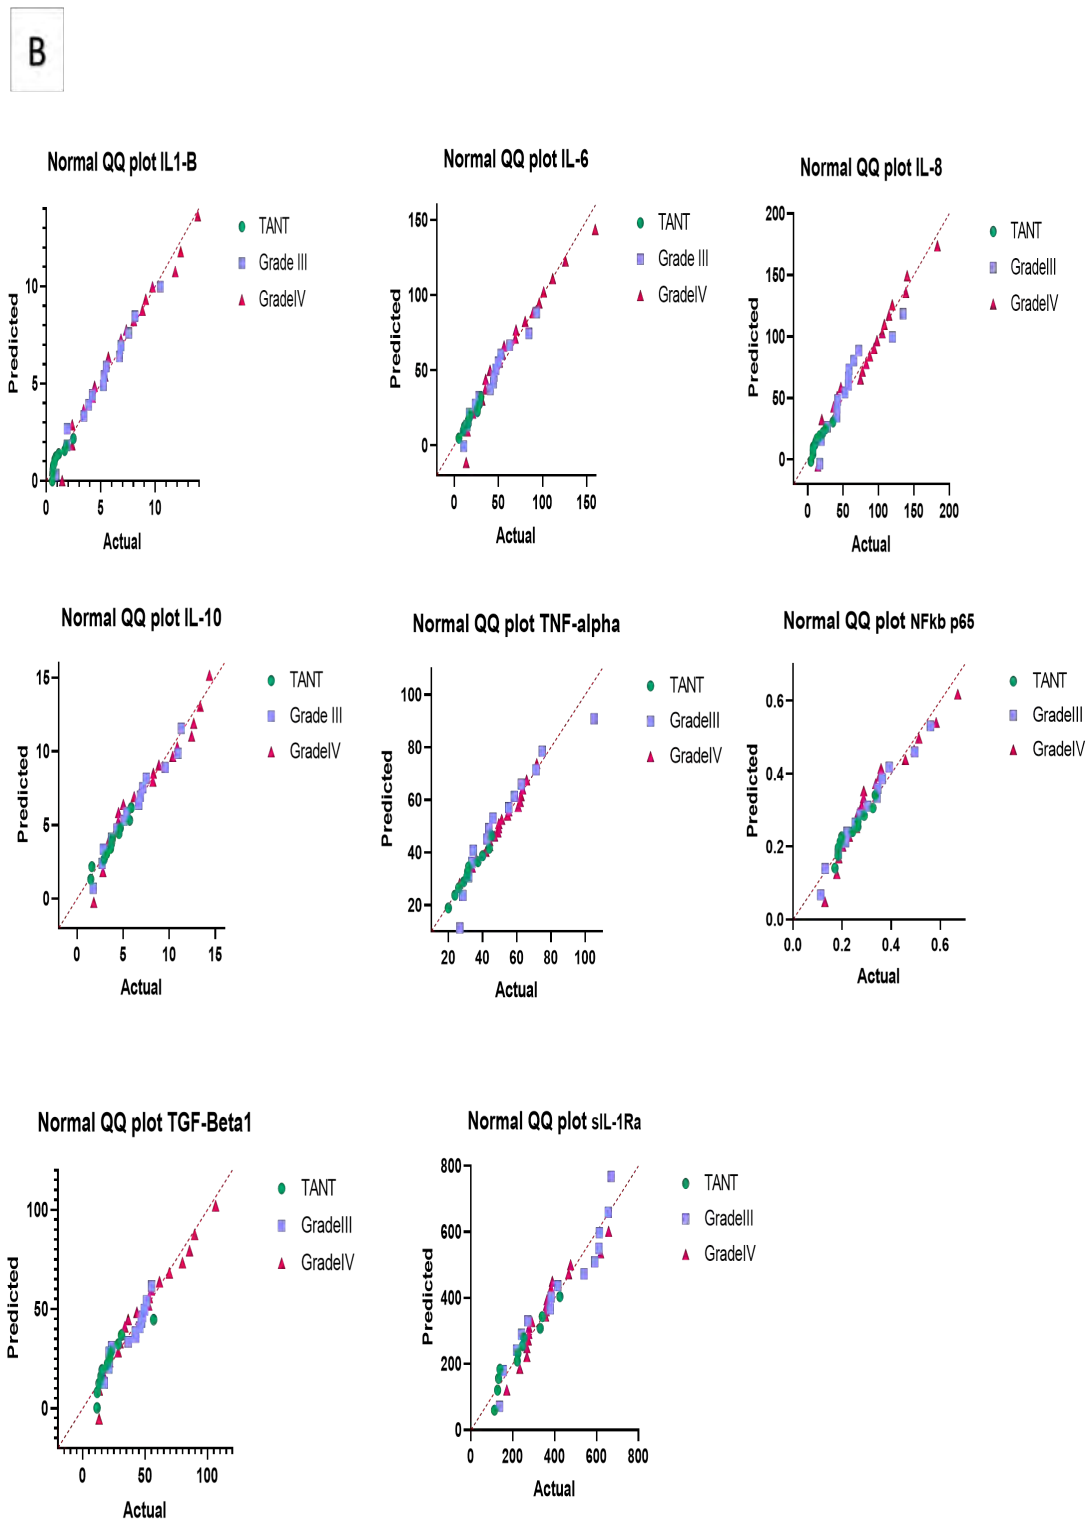 B
Normal QQ plot IL1-B
TANT
Grade III
GradeIV
Predicted
10
5
0
0 5 10
Actual
Normal QQ plot IL-6
TANT
Grade III
GradeIV
Predicted
150
100
50
0
0 50 100 150
Actual
Normal QQ plot IL-8
TANT
GradeIII
GradeIV
Predicted
200
150
100
50
0
0 50 100 150 200
Actual
Normal QQ plot IL-10
TANT
Grade III
GradeIV
Predicted
15
10
5
0
0 5 10 15
Actual
Normal QQ plot TNF-alpha
TANT
GradeIII
GradeIV
Predicted
100
80
60
40
20
20 40 60 80 100
Actual
Normal QQ plot NFkb p65
TANT
GradeIII
GradeIV
Predicted
0.6
0.4
0.2
0.0
0.0 0.2 0.4 0.6
Actual
Normal QQ plot TGF-Beta1
TANT
GradeIII
GradeIV
Predicted
100
50
0
0 50 100
Actual
Normal QQ plot sIL-1Ra
TANT
GradeIII
GradeIV
Predicted
800
600
400
200
0
0 200 400 600 800
Actual